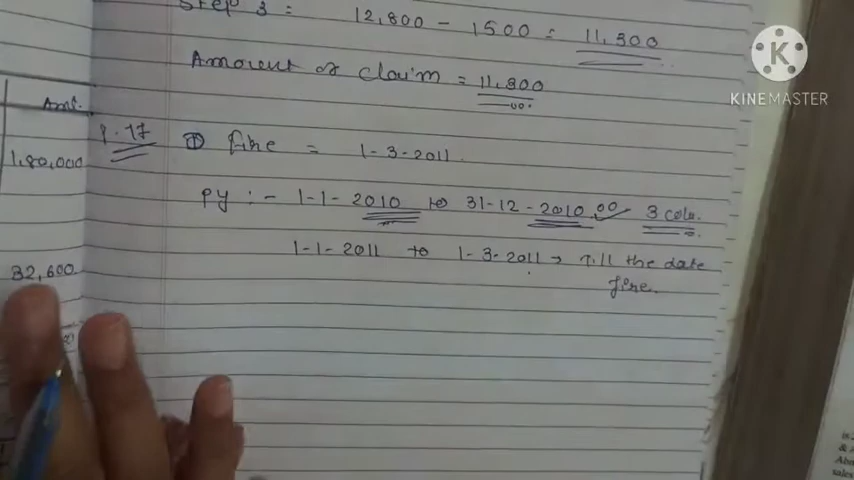 Step 3 = 12,800 - 1500 = 11,300
Amount of claim = 11,300
Amt.
1,80,000
32,600
9.17 ① fire = 1-3-2011.
PY :- 1-1-2010 to 31-12-2010 3 colo.
1-1-2011 to 1-3-2011 → Till the date
fire.
K
KINEMASTER